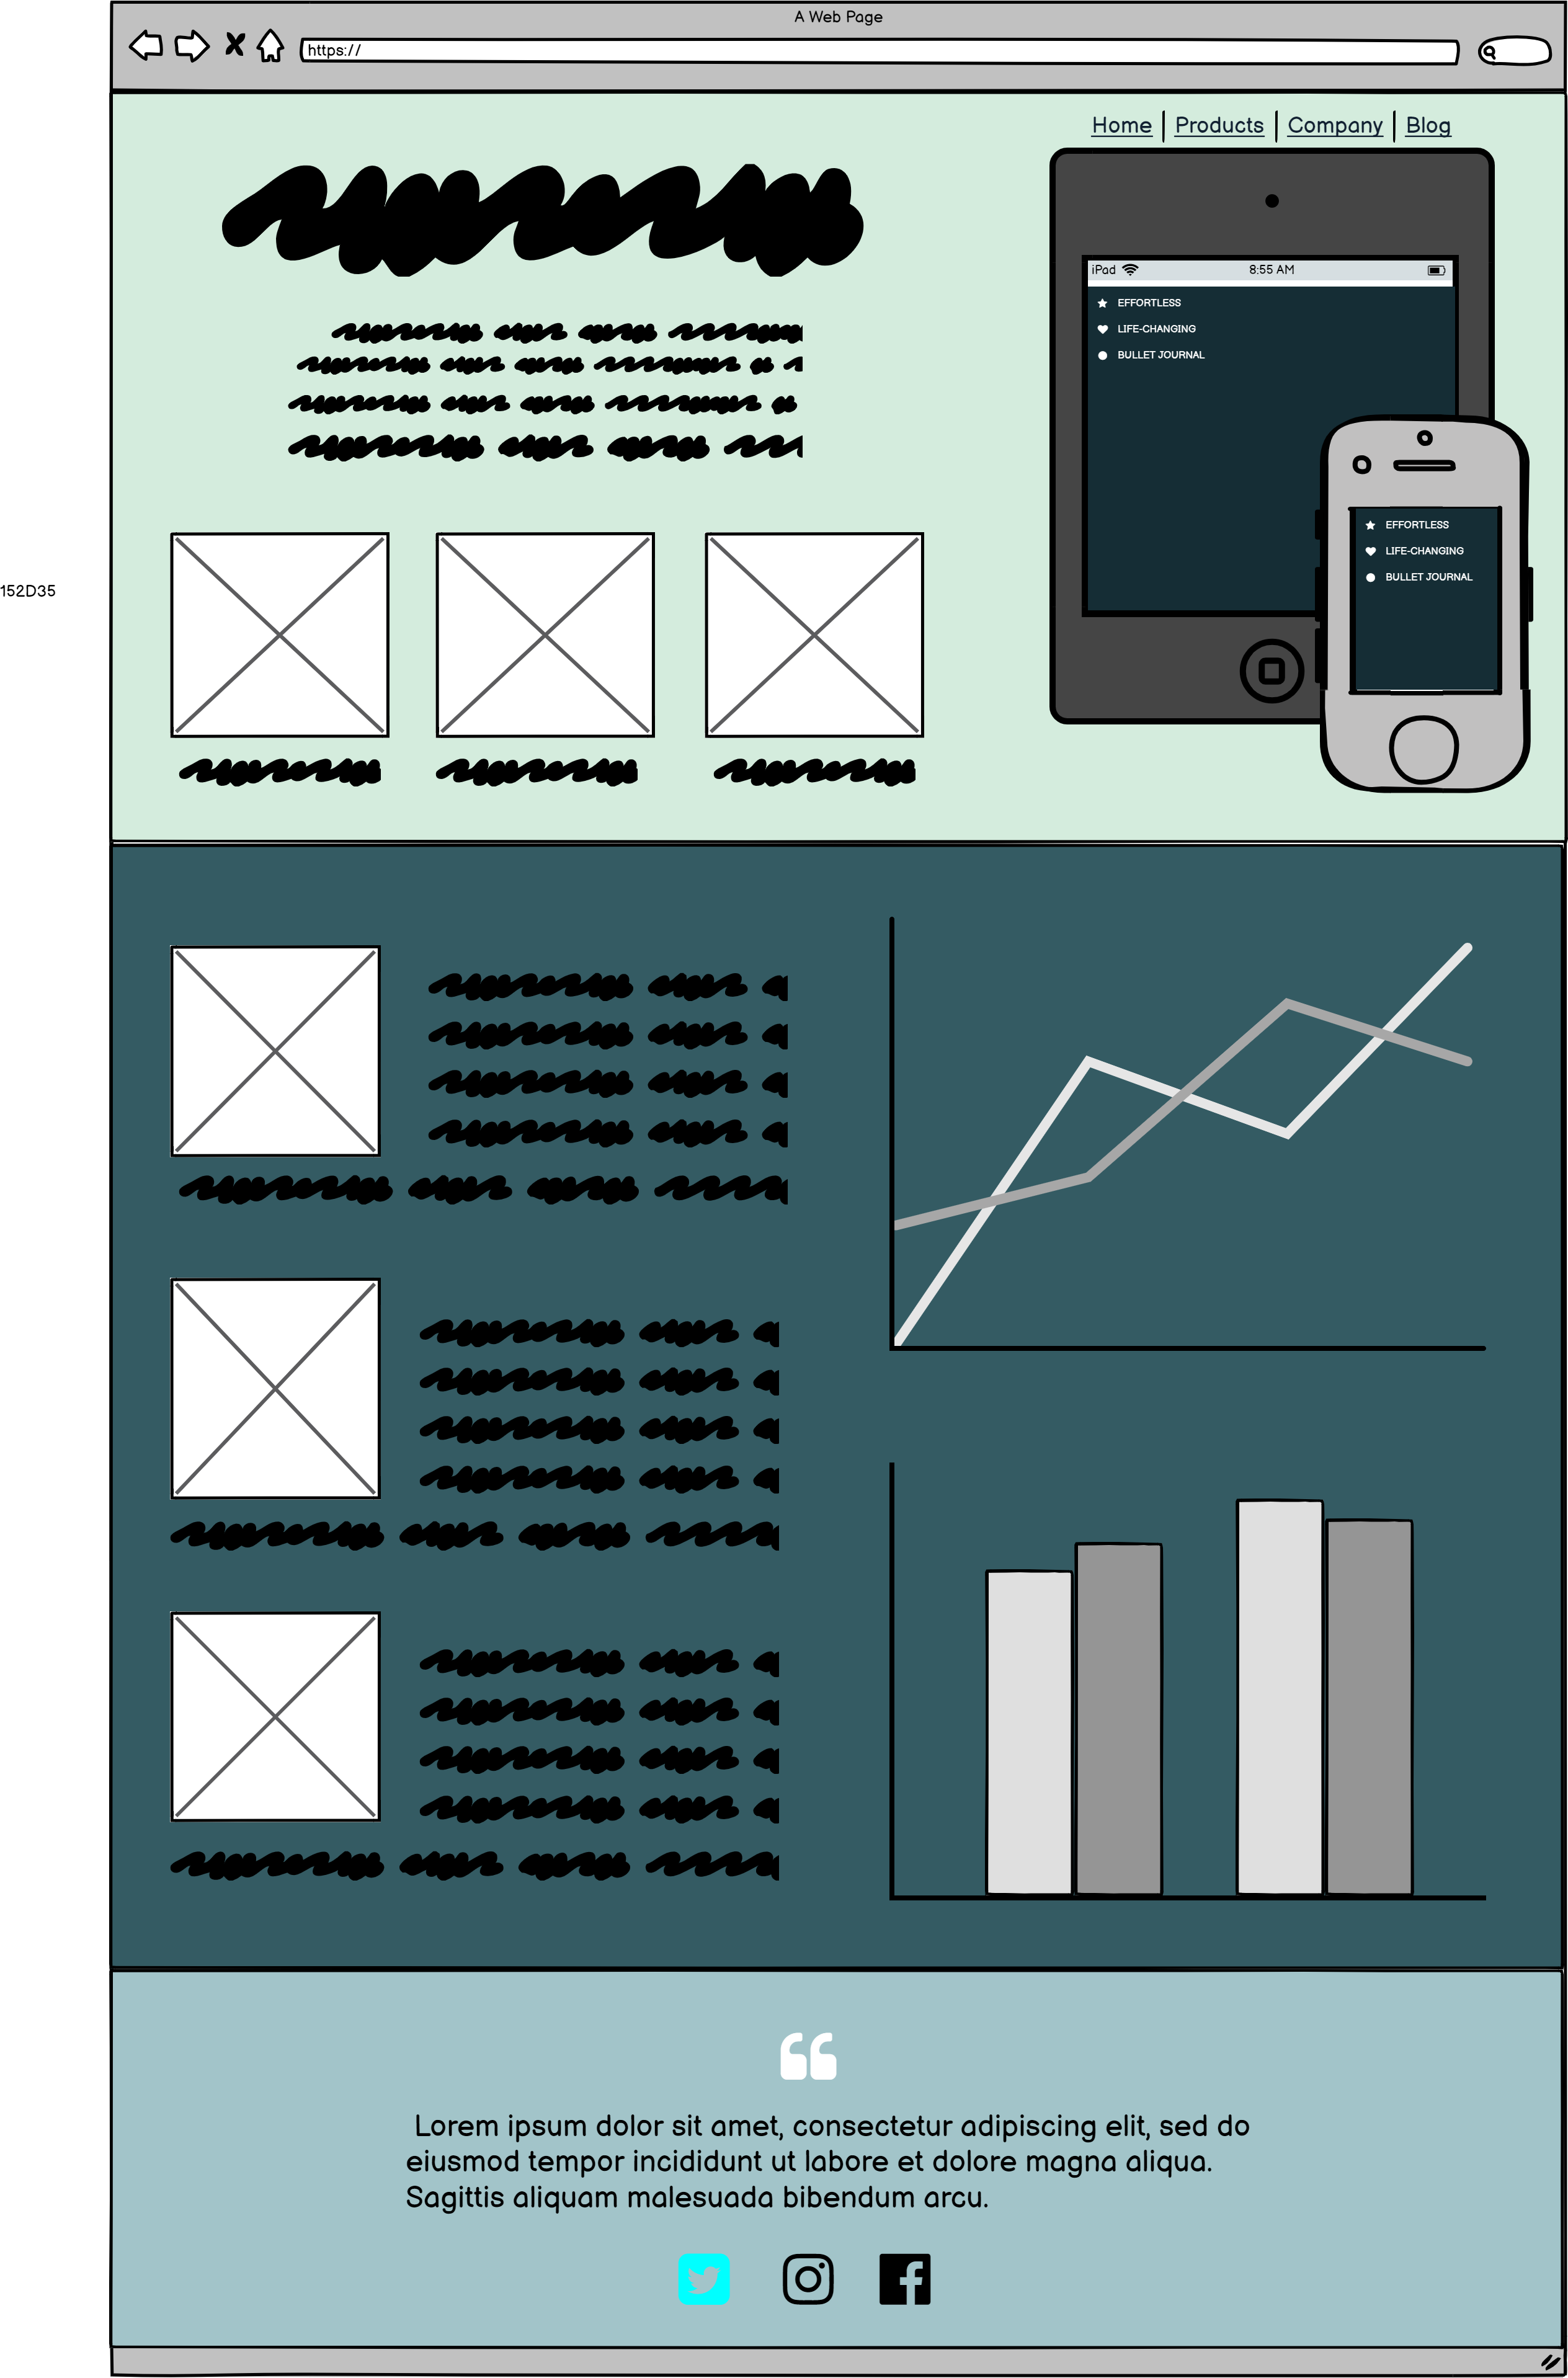 A Web Page
https://
Home Products Company Blog
iPad 8:55 AM
EFFORTLESS
LIFE-CHANGING
BULLET JOURNAL
EFFORTLESS
LIFE-CHANGING
BULLET JOURNAL
152D35
Lorem ipsum dolor sit amet, consectetur adipiscing elit, sed do
eiusmod tempor incididunt ut labore et dolore magna aliqua.
Sagittis aliquam malesuada bibendum arcu.